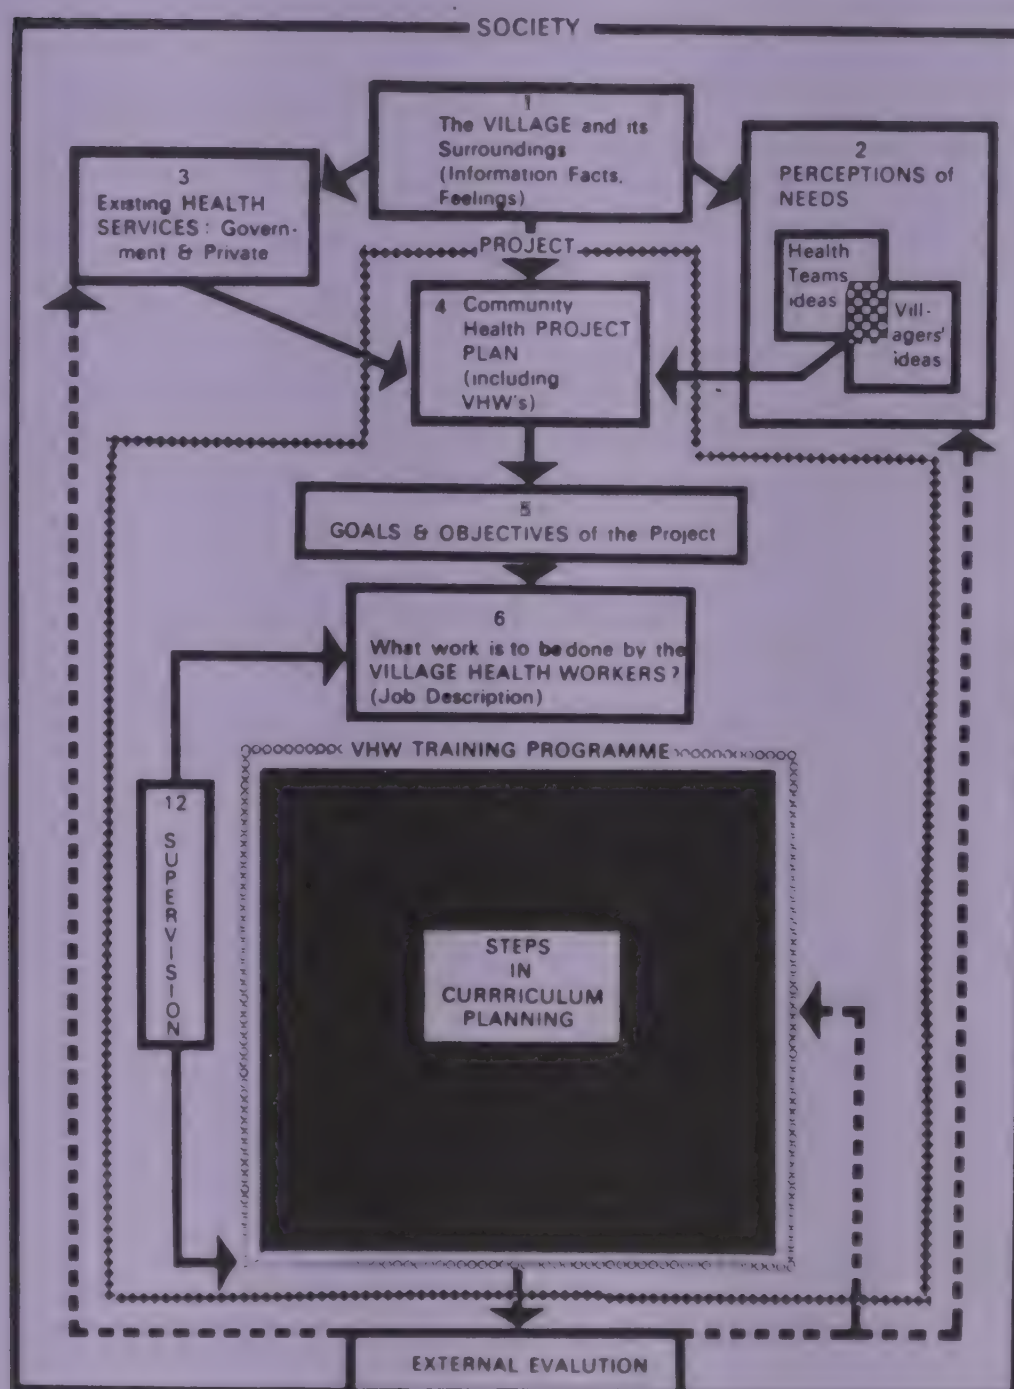 SOCIETY
1
The VILLAGE and its
Surroundings
(Information Facts,
Feelings)
2
PERCEPTIONS of
NEEDS
Health
Teams
ideas
Vill-
agers'
ideas
3
Existing HEALTH
SERVICES : Govern-
ment & Private
PROJECT
4 Community
Health PROJECT
PLAN
(including
VHW's)
5
GOALS & OBJECTIVES of the Project
6
What work is to be done by the
VILLAGE HEALTH WORKERS?
(Job Description)
VHW TRAINING PROGRAMME
12
SUPERVISION
STEPS
IN
CURRRICULUM
PLANNING
EXTERNAL EVALUTION